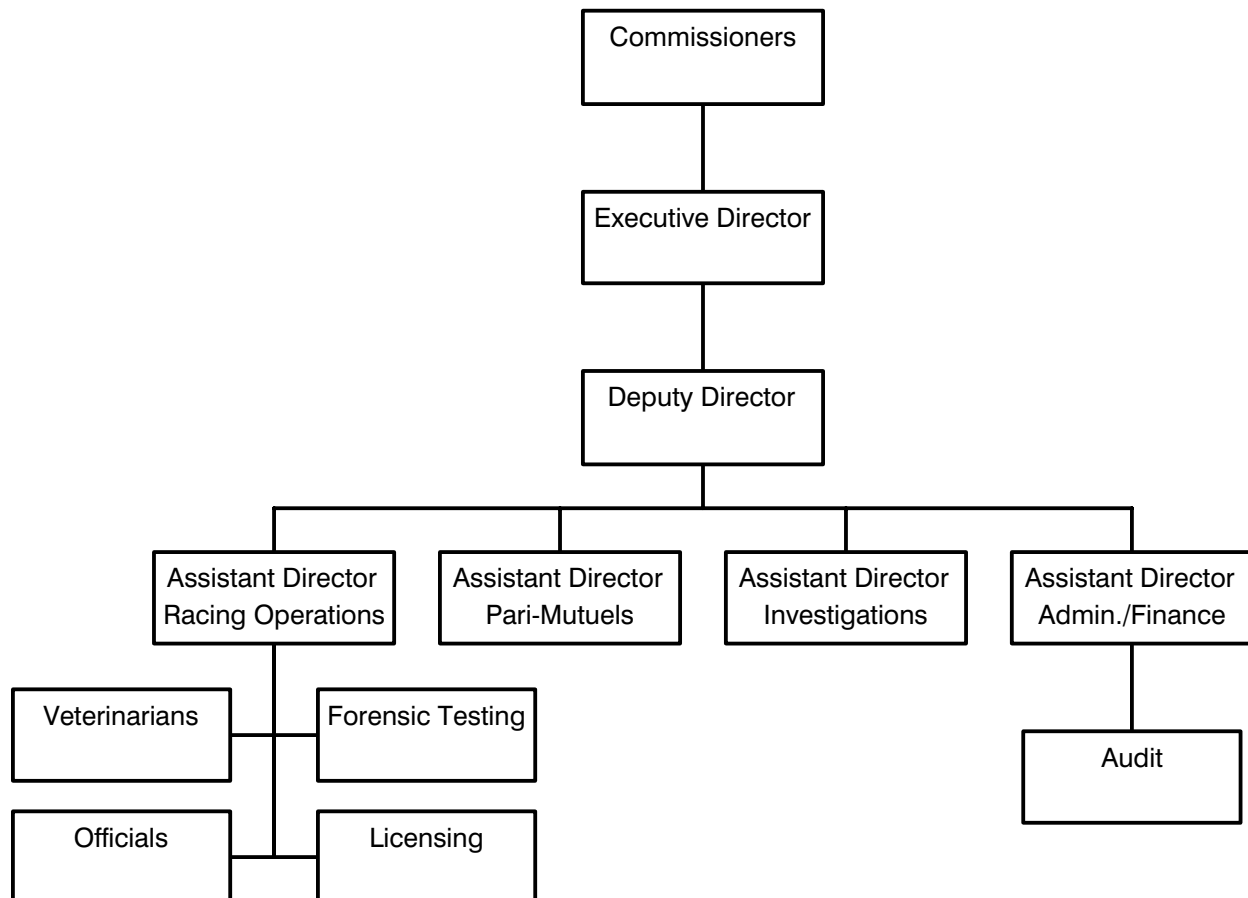 Commissioners
Executive Director
Deputy Director
Assistant Director
Racing Operations
Assistant Director
Pari-Mutuels
Assistant Director
Investigations
Assistant Director
Admin./Finance
Veterinarians
Forensic Testing
Audit
Officials
Licensing